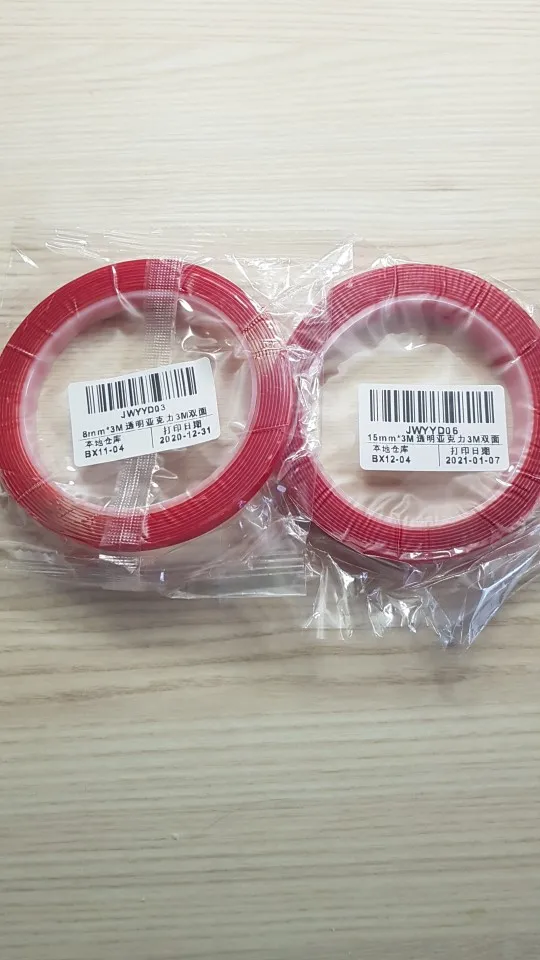 JWYYD03
8mm*3M透明亚克力3M双面
本地仓库 打印日期
BX11-04 2020-12-31
JWYYD06
15mm*3M透明亚克力3M双面
本地仓库 打印日期
BX12-04 2021-01-07